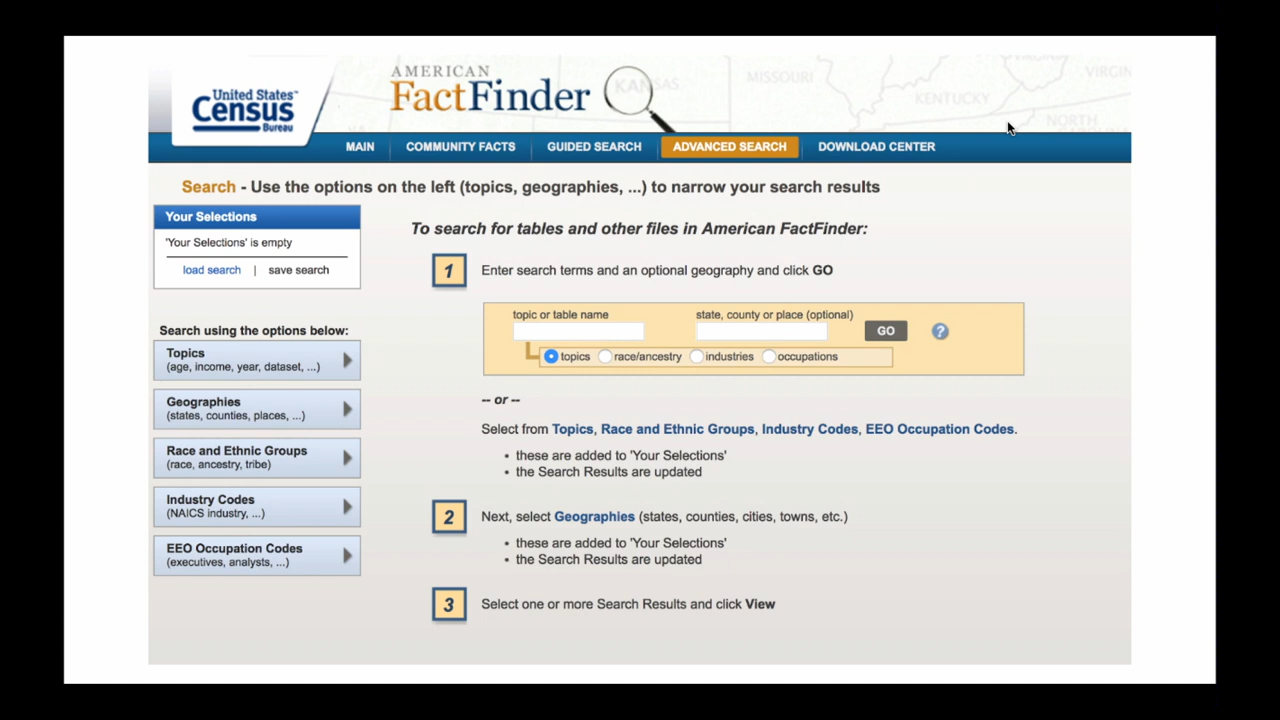 United States™
Census
Bureau
AMERICAN
FactFinder
KANSAS
MISSOURI
KENTUCKY
VIRGIN
NORTH
MAIN
COMMUNITY FACTS
GUIDED SEARCH
ADVANCED SEARCH
DOWNLOAD CENTER
Search - Use the options on the left (topics, geographies, ...) to narrow your search results
Your Selections
'Your Selections' is empty
load search | save search
Search using the options below:
Topics
(age, income, year, dataset, ...)
Geographies
(states, counties, places, ...)
Race and Ethnic Groups
(race, ancestry, tribe)
Industry Codes
(NAICS industry, ...)
EEO Occupation Codes
(executives, analysts, ...)
To search for tables and other files in American FactFinder:
1 Enter search terms and an optional geography and click GO
topic or table name
state, county or place (optional)
GO
?
topics race/ancestry industries occupations
-- or --
Select from Topics, Race and Ethnic Groups, Industry Codes, EEO Occupation Codes.
• these are added to 'Your Selections'
• the Search Results are updated
2 Next, select Geographies (states, counties, cities, towns, etc.)
• these are added to 'Your Selections'
• the Search Results are updated
3 Select one or more Search Results and click View